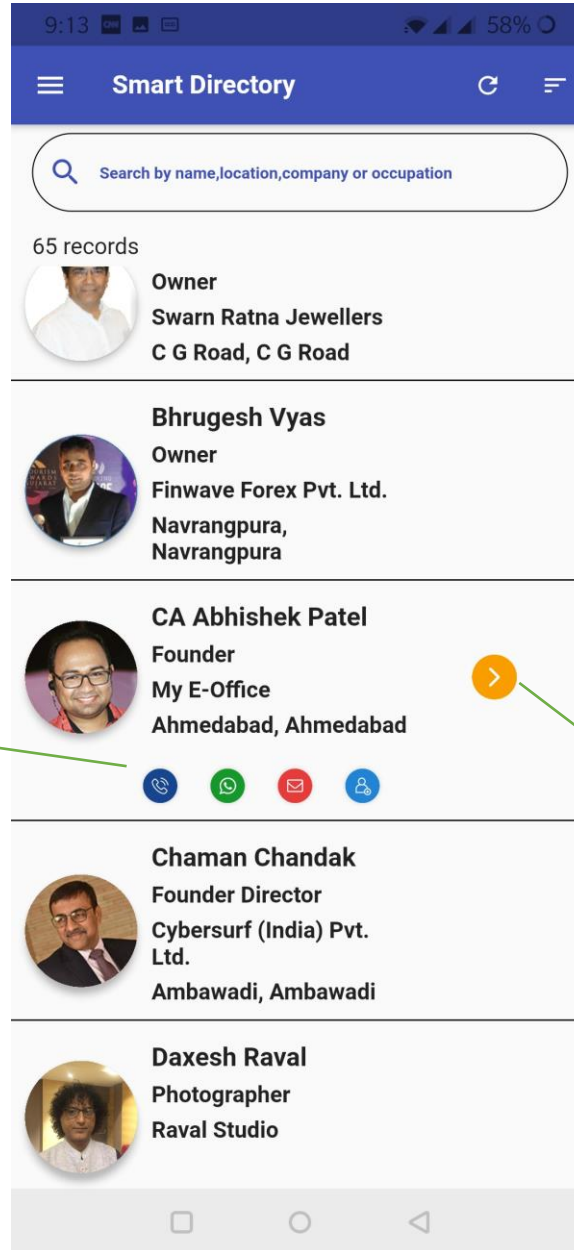 9:13
58%
Smart Directory
Search by name,location,company or occupation
65 records
Owner
Swarn Ratna Jewellers
C G Road, C G Road
Bhrugesh Vyas
Owner
Finwave Forex Pvt. Ltd.
Navrangpura,
Navrangpura
CA Abhishek Patel
Founder
My E-Office
Ahmedabad, Ahmedabad
Chaman Chandak
Founder Director
Cybersurf (India) Pvt.
Ltd.
Ambawadi, Ambawadi
Daxesh Raval
Photographer
Raval Studio